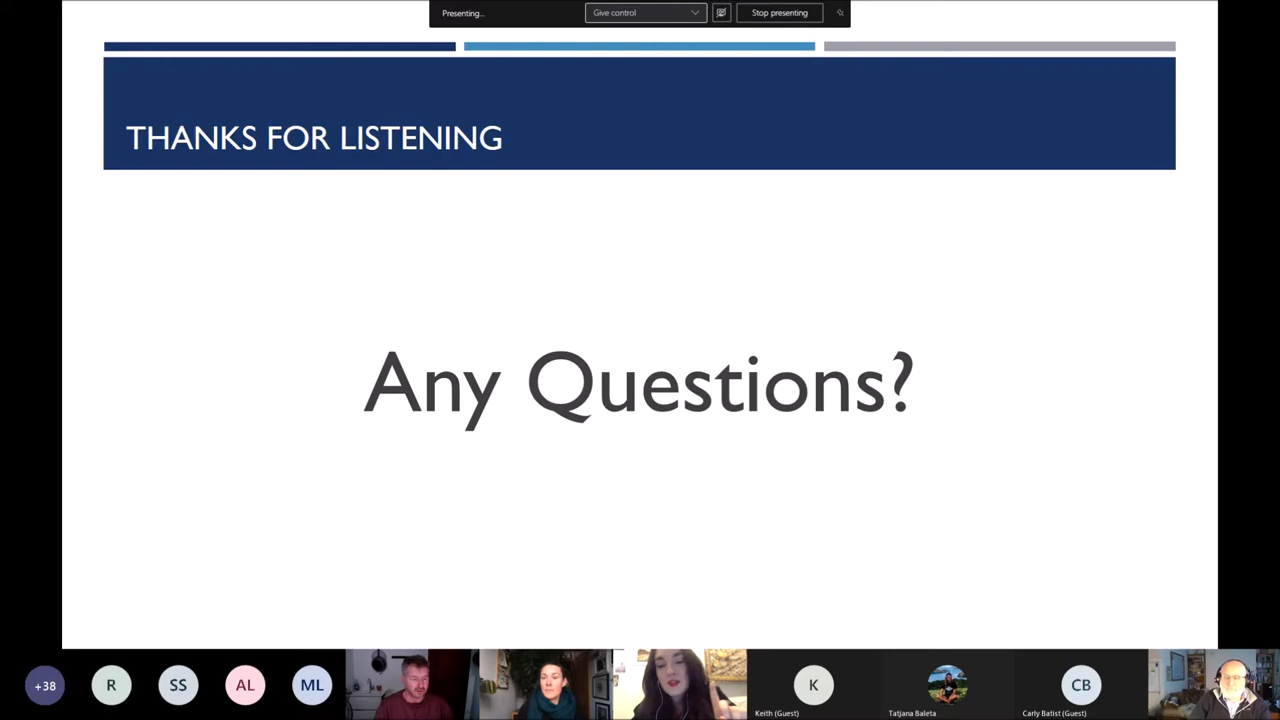 Presenting...
Give control
Stop presenting
THANKS FOR LISTENING
Any Questions?
+38
R
SS
AL
ML
K
CB
Keith (Guest)
Tatjana Baleta
Carly Batist (Guest)